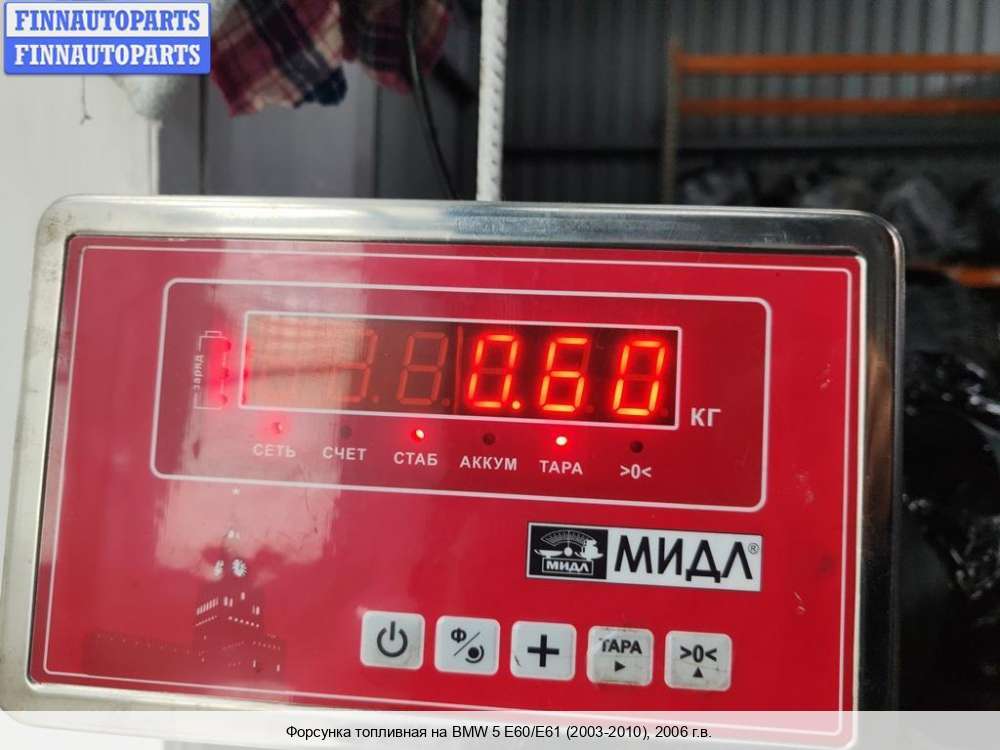 FINNAUTOPARTS
FINNAUTOPARTS
заряд
0.60
КГ
СЕТЬ СЧЕТ СТАБ АККУМ ТАРА >0<
МИДЛ МИДЛ®
Ф/ ТАРА >0<
Форсунка топливная на BMW 5 E60/E61 (2003-2010), 2006 г.в.